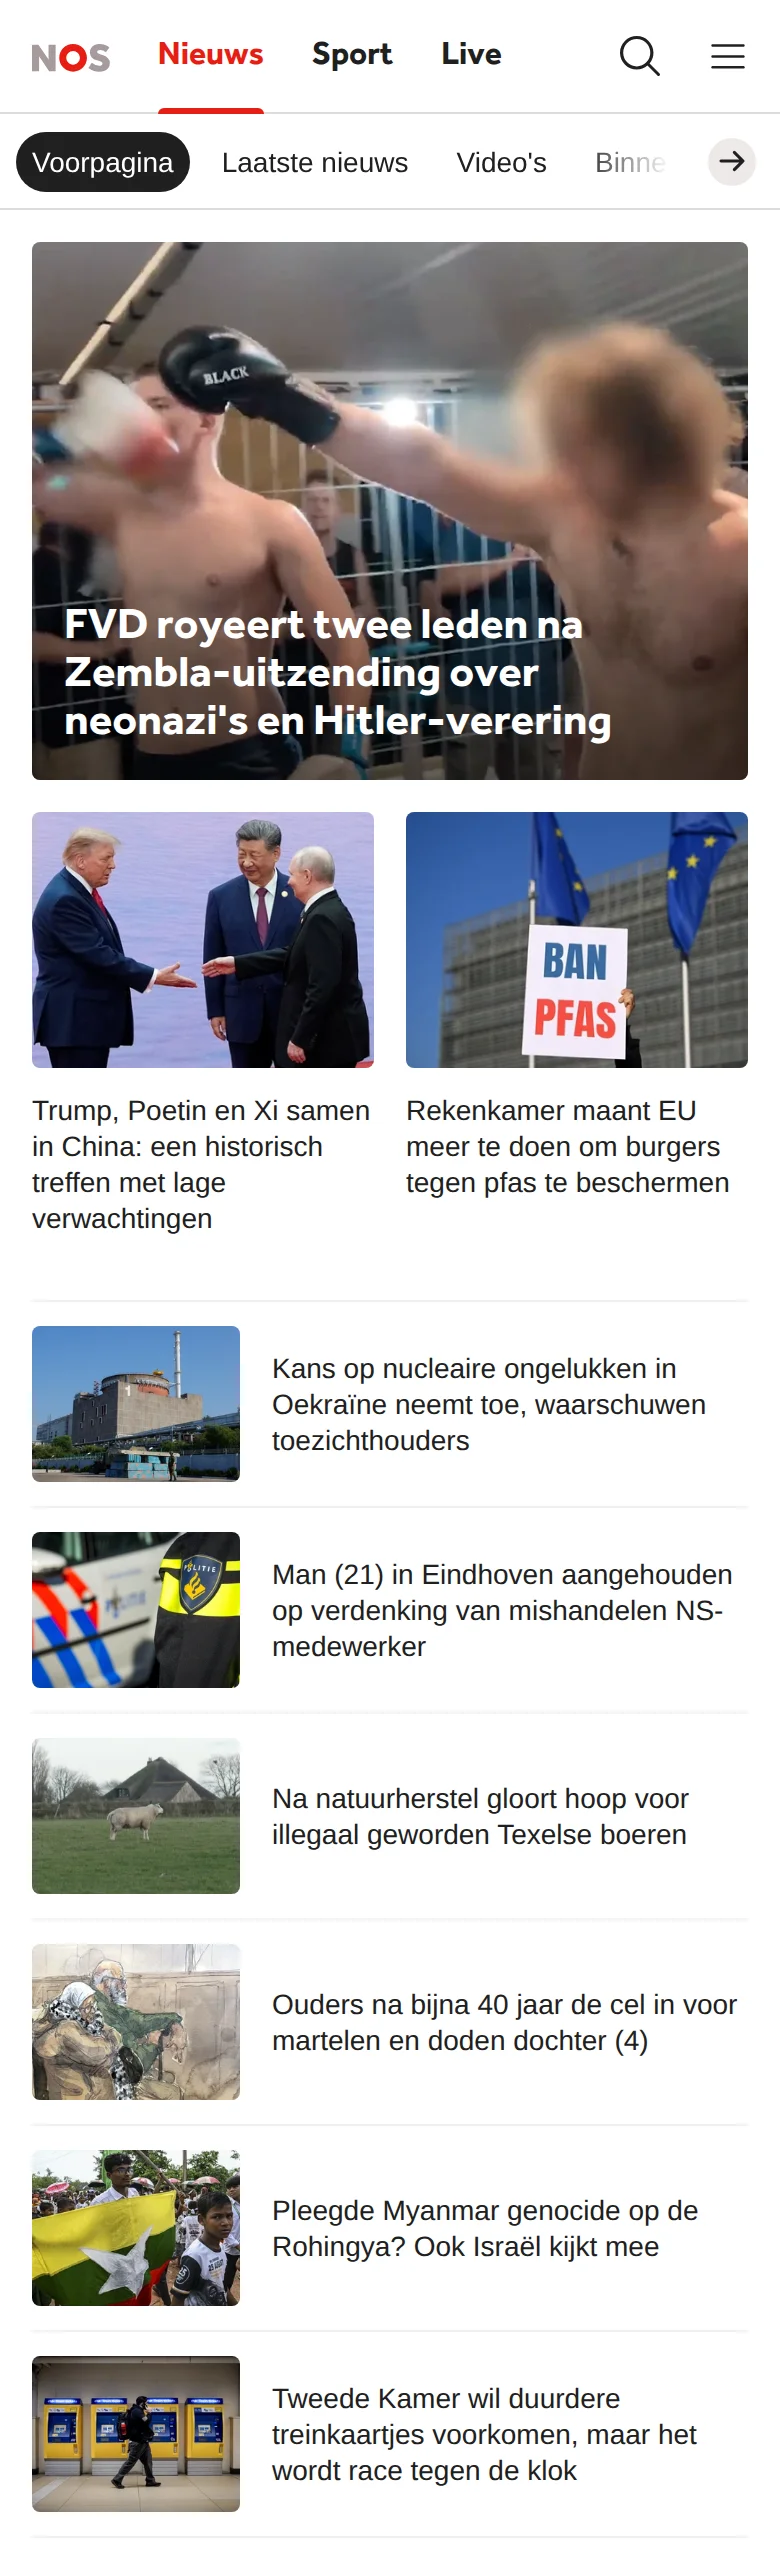 NOS Nieuws Sport Live
Voorpagina Laatste nieuws Video's Binne
BLACK
FVD royeert twee leden na
Zembla-uitzending over
neonazi's en Hitler-verering
BAN
PFAS
Trump, Poetin en Xi samen
in China: een historisch
treffen met lage
verwachtingen
Rekenkamer maant EU
meer te doen om burgers
tegen pfas te beschermen
1
Kans op nucleaire ongelukken in
Oekraïne neemt toe, waarschuwen
toezichthouders
POLITIE
Man (21) in Eindhoven aangehouden
op verdenking van mishandelen NS-
medewerker
Na natuurherstel gloort hoop voor
illegaal geworden Texelse boeren
Ouders na bijna 40 jaar de cel in voor
martelen en doden dochter (4)
Pleegde Myanmar genocide op de
Rohingya? Ook Israël kijkt mee
Tweede Kamer wil duurdere
treinkaartjes voorkomen, maar het
wordt race tegen de klok